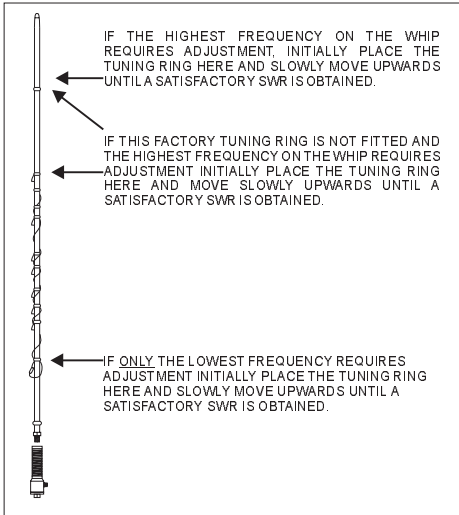 IF THE HIGHEST FREQUENCY ON THE WHIP
REQUIRES ADJUSTMENT, INITIALLY PLACE THE
TUNING RING HERE AND SLOWLY MOVE UPWARDS
UNTIL A SATISFACTORY SWR IS OBTAINED.
IF THIS FACTORY TUNING RING IS NOT FITTED AND
THE HIGHEST FREQUENCY ON THE WHIP REQUIRES
ADJUSTMENT INITIALLY PLACE THE TUNING RING
HERE AND MOVE SLOWLY UPWARDS UNTIL A
SATISFACTORY SWR IS OBTAINED.
IF ONLY THE LOWEST FREQUENCY REQUIRES
ADJUSTMENT INITIALLY PLACE THE TUNING RING
HERE AND SLOWLY MOVE UPWARDS UNTIL A
SATISFACTORY SWR IS OBTAINED.